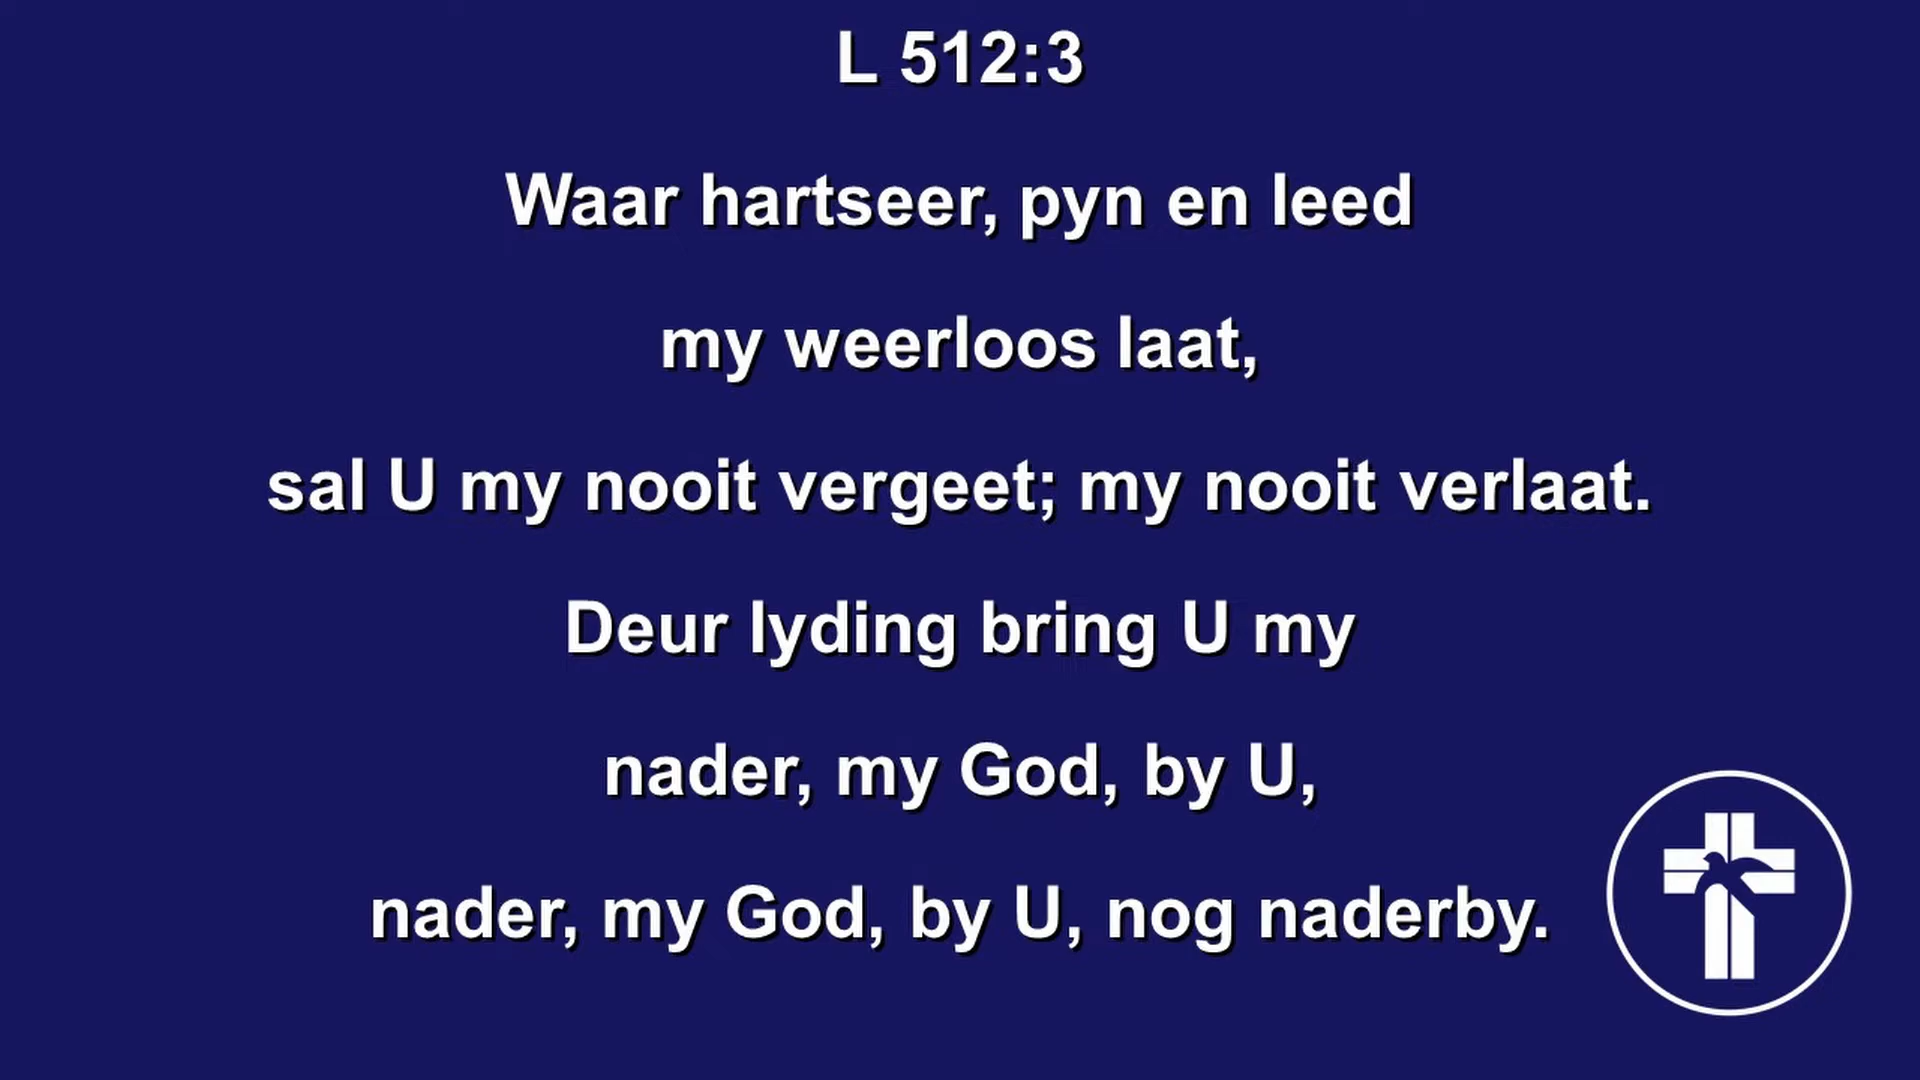 L 512:3
Waar hartseer, pyn en leed
my weerloos laat,
sal U my nooit vergeet; my nooit verlaat.
Deur lyding bring U my
nader, my God, by U,
nader, my God, by U, nog naderby.